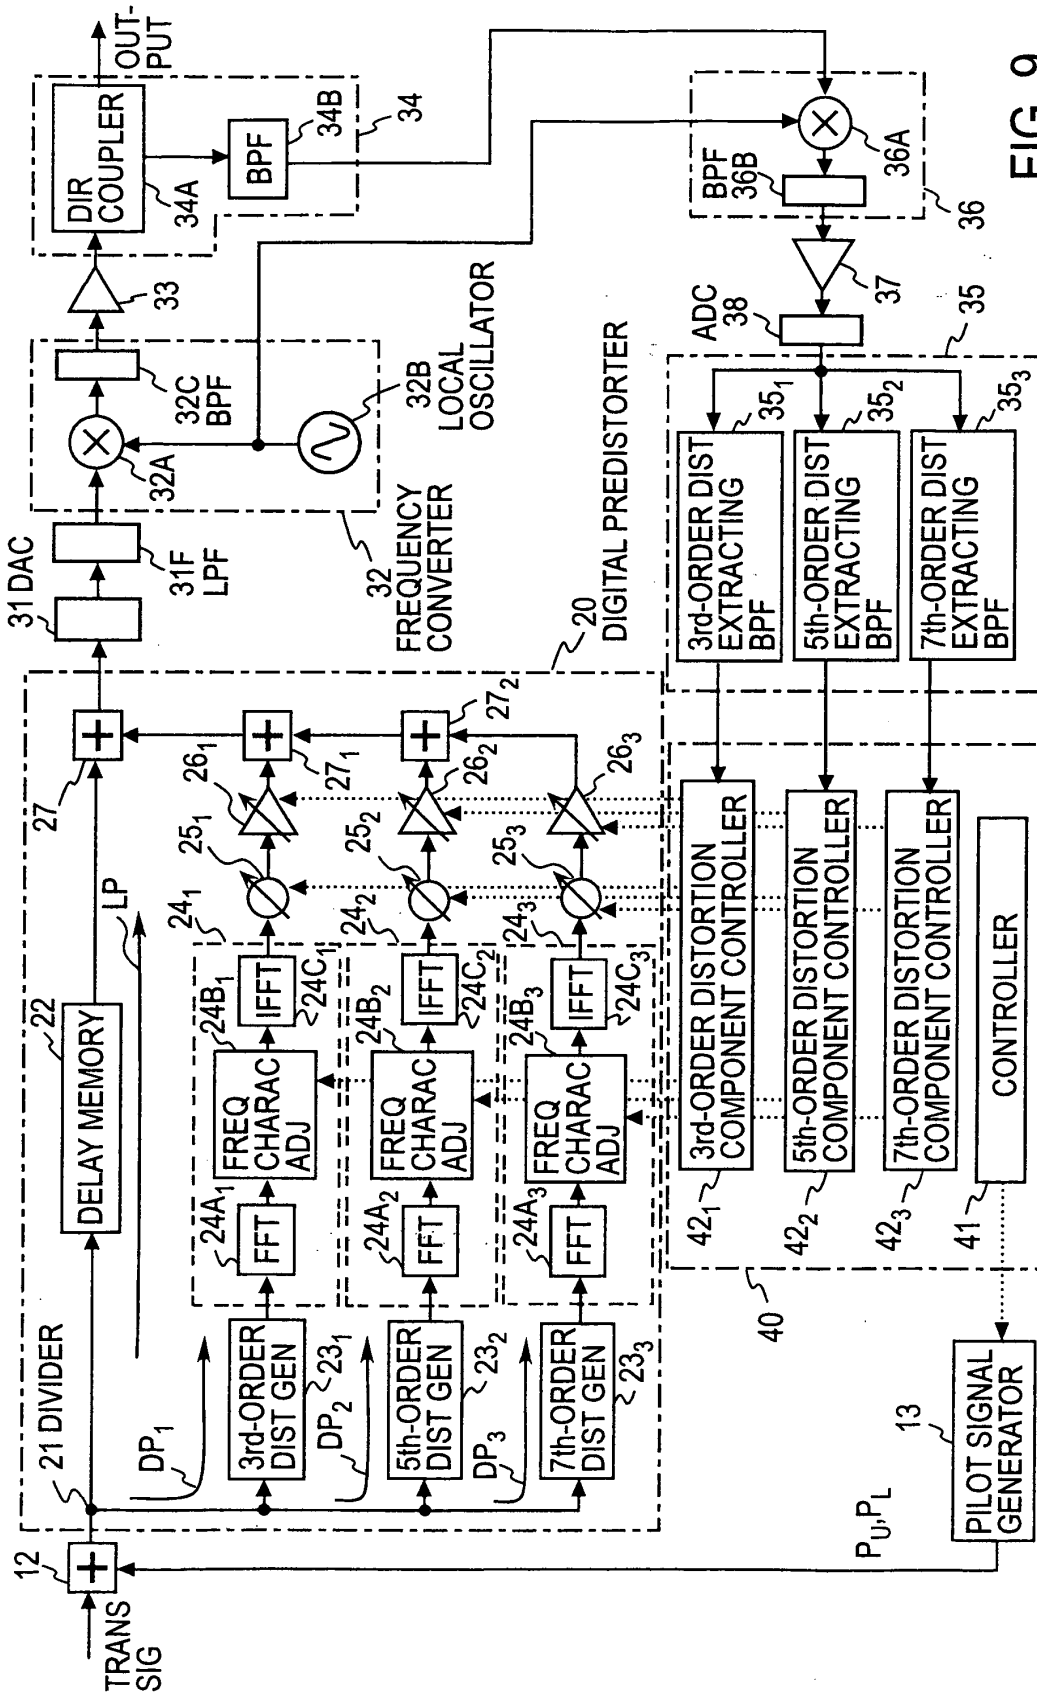 FIG. 9
TRANS
SIG
12
21 DIVIDER
22
DELAY MEMORY
LP
27
31 DAC
31F
LPF
32
FREQUENCY
CONVERTER
32A
32C
BPF
32B
LOCAL
OSCILLATOR
33
DIR
COUPLER
34A
BPF
34B
34
OUT-
PUT
DP1
3rd-ORDER
DIST GEN
231
24A1
FFT
24B1
FREQ
CHARAC
ADJ
IFFT
24C1
241
251
261
271
DP2
5th-ORDER
DIST GEN
232
24A2
FFT
24B2
FREQ
CHARAC
ADJ
IFFT
24C2
242
252
262
272
DP3
7th-ORDER
DIST GEN
233
24A3
FFT
24B3
FREQ
CHARAC
ADJ
IFFT
24C3
243
253
263
20
DIGITAL PREDISTORTER
BPF
36B
36A
36
37
ADC
38
35
3rd-ORDER DIST
EXTRACTING
BPF
351
5th-ORDER DIST
EXTRACTING
BPF
352
7th-ORDER DIST
EXTRACTING
BPF
353
3rd-ORDER DISTORTION
COMPONENT CONTROLLER
421
5th-ORDER DISTORTION
COMPONENT CONTROLLER
422
7th-ORDER DISTORTION
COMPONENT CONTROLLER
423
CONTROLLER
41
40
13
PILOT SIGNAL
GENERATOR
PU,PL